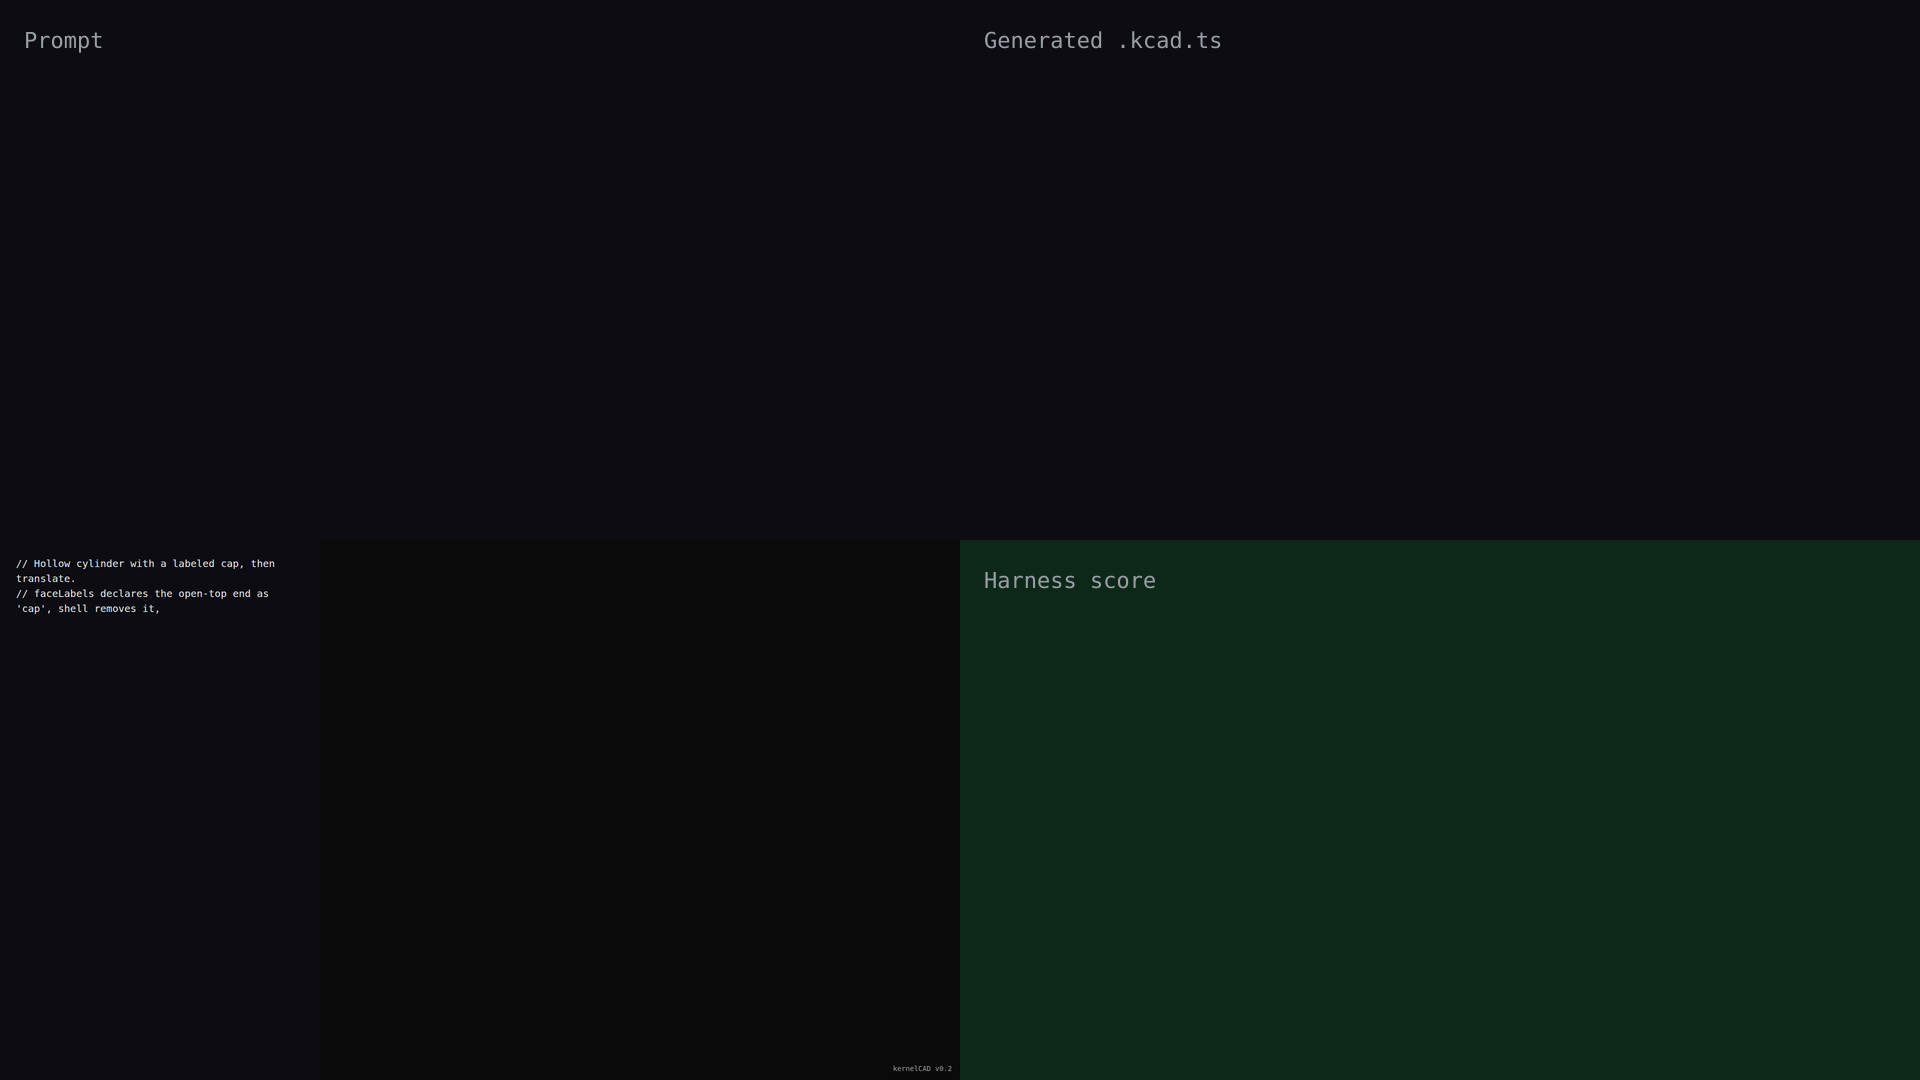 Prompt
Generated .kcad.ts
// Hollow cylinder with a labeled cap, then
translate.
// faceLabels declares the open-top end as
'cap', shell removes it,
kernelCAD v0.2
Harness score